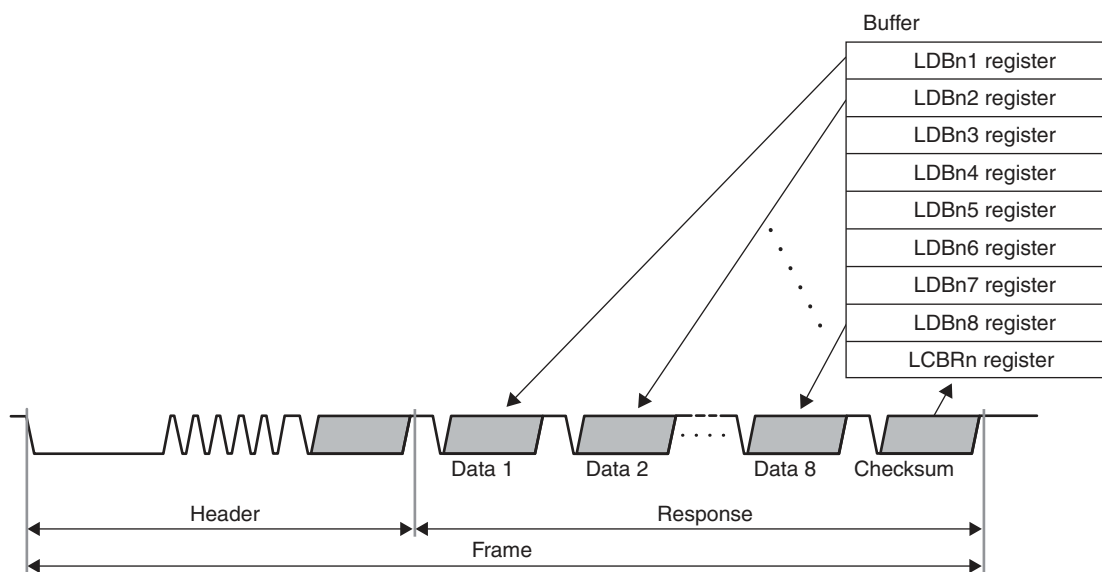 Buffer
LDBn1 register
LDBn2 register
LDBn3 register
LDBn4 register
LDBn5 register
LDBn6 register
LDBn7 register
LDBn8 register
LCBRn register
Data 1
Data 2
Data 8
Checksum
Header
Response
Frame